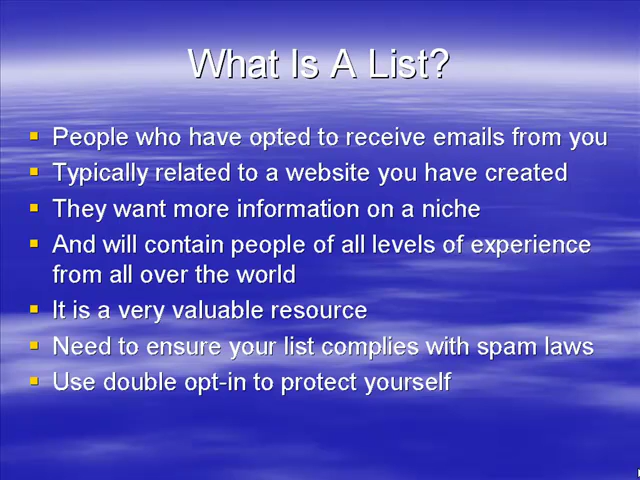 What Is A List?
People who have opted to receive emails from you
Typically related to a website you have created
They want more information on a niche
And will contain people of all levels of experience
from all over the world
It is a very valuable resource
Need to ensure your list complies with spam laws
Use double opt-in to protect yourself